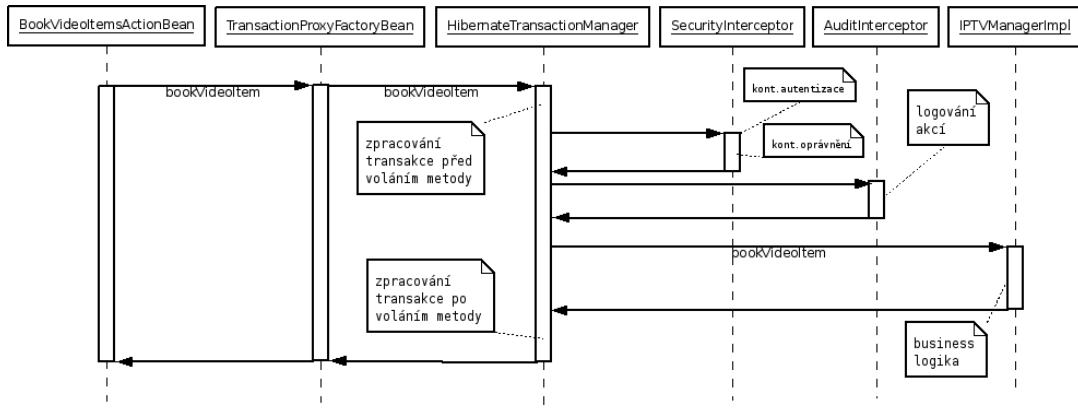 BookVideoItemsActionBean
TransactionProxyFactoryBean
HibernateTransactionManager
SecurityInterceptor
AuditInterceptor
IPTVManagerImpl
bookVideoItem
bookVideoItem
kont.autentizace
logování
akcí
zpracování
transakce před
voláním metody
kont.oprávnění
bookVideoItem
zpracování
transakce po
voláním metody
business
logika